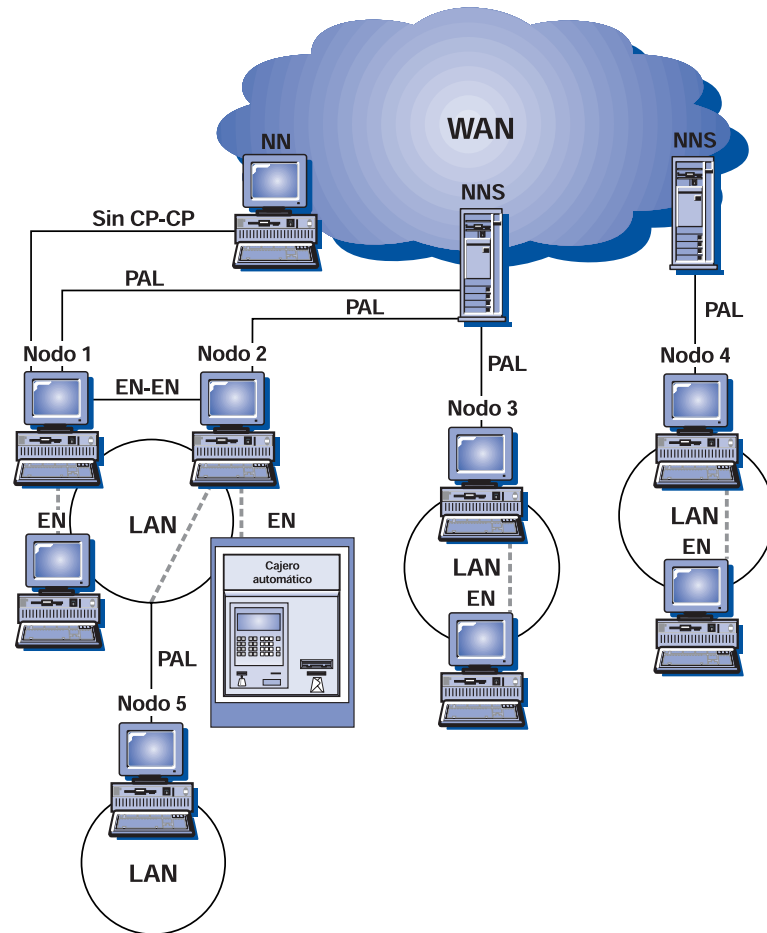 WAN
NN
NNS
NNS
Sin CP-CP
PAL
PAL
PAL
PAL
Nodo 1
Nodo 2
Nodo 4
EN-EN
Nodo 3
LAN
EN
EN
LAN
EN
Cajero
automático
LAN
EN
PAL
Nodo 5
LAN